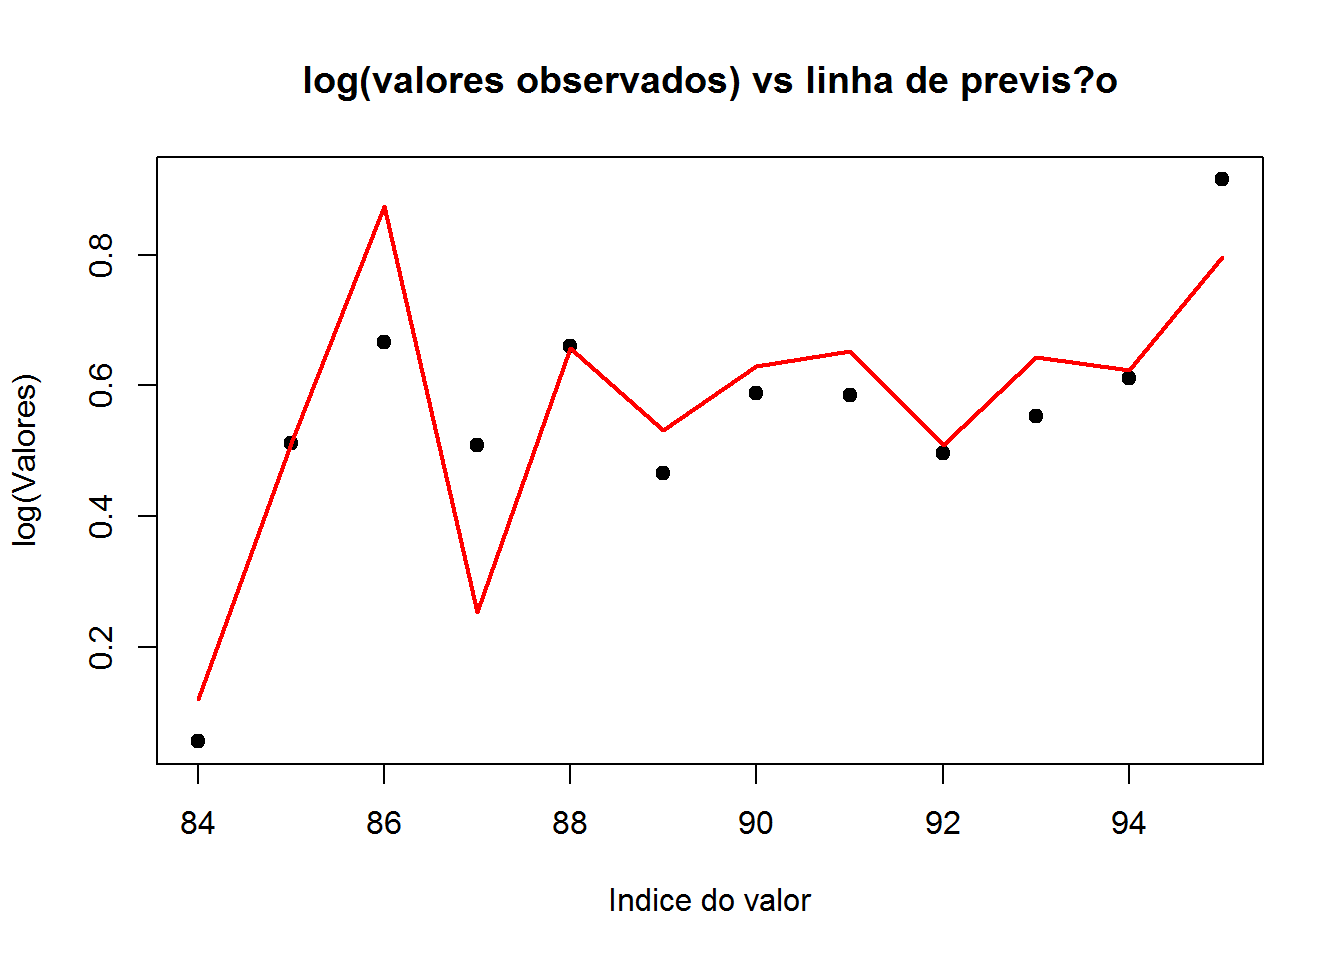 log(valores observados) vs linha de previs?o
log(Valores)
0.8
0.6
0.4
0.2
84 86 88 90 92 94
Indice do valor